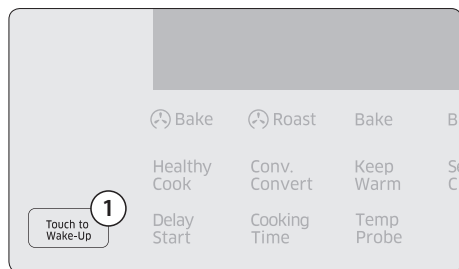 Bake Roast Bake B
Healthy Conv. Keep
Cook Convert Warm C
1
Touch to Delay Cooking Temp
Wake-Up Start Time Probe